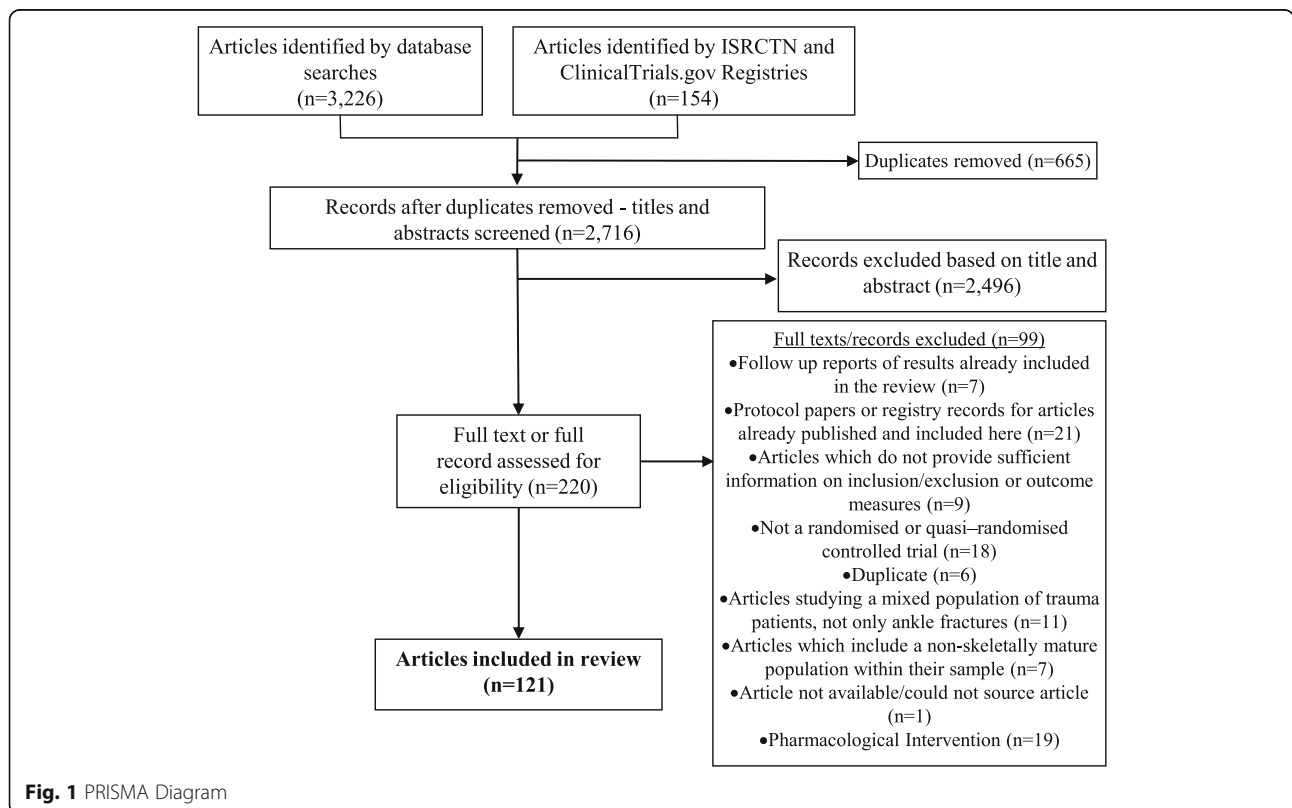 Articles identified by database
searches
(n=3,226)
Articles identified by ISRCTN and
ClinicalTrials.gov Registries
(n=154)
Duplicates removed (n=665)
Records after duplicates removed - titles and
abstracts screened (n=2,716)
Records excluded based on title and
abstract (n=2,496)
Full text or full
record assessed for
eligibility (n=220)
Full texts/records excluded (n=99)
•Follow up reports of results already included
in the review (n=7)
•Protocol papers or registry records for articles
already published and included here (n=21)
•Articles which do not provide sufficient
information on inclusion/exclusion or outcome
measures (n=9)
•Not a randomised or quasi–randomised
controlled trial (n=18)
•Duplicate (n=6)
•Articles studying a mixed population of trauma
patients, not only ankle fractures (n=11)
•Articles which include a non-skeletally mature
population within their sample (n=7)
•Article not available/could not source article
(n=1)
•Pharmacological Intervention (n=19)
Articles included in review
(n=121)
Fig. 1 PRISMA Diagram